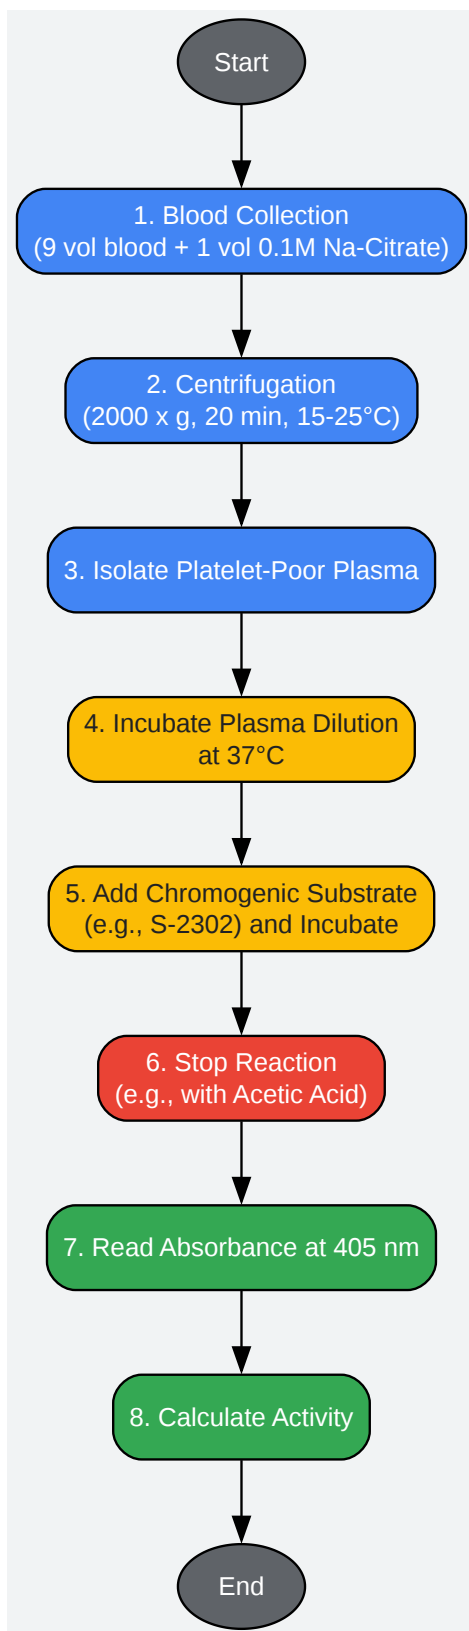 Start
1. Blood Collection
(9 vol blood + 1 vol 0.1M Na-Citrate)
2. Centrifugation
(2000 x g, 20 min, 15-25°C)
3. Isolate Platelet-Poor Plasma
4. Incubate Plasma Dilution
at 37°C
5. Add Chromogenic Substrate
(e.g., S-2302) and Incubate
6. Stop Reaction
(e.g., with Acetic Acid)
7. Read Absorbance at 405 nm
8. Calculate Activity
End